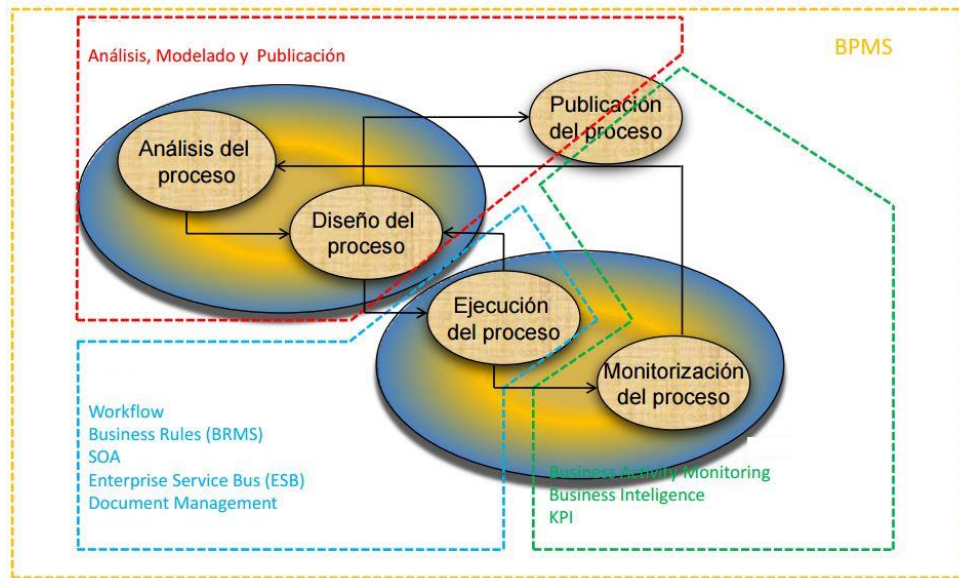 BPMS
Análisis, Modelado y Publicación
Publicación
del proceso
Análisis del
proceso
Diseño del
proceso
Ejecución
del proceso
Monitorización
del proceso
Workflow
Business Rules (BRMS)
SOA
Enterprise Service Bus (ESB)
Document Management
Business Activity Monitoring
Business Inteligence
KPI